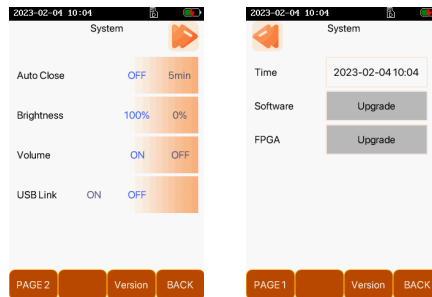 2023-02-04 10:04
System
Auto Close OFF 5min
Brightness 100% 0%
Volume ON OFF
USB Link ON OFF
PAGE 2 Version BACK
2023-02-04 10:04
System
Time 2023-02-04 10:04
Software Upgrade
FPGA Upgrade
PAGE 1 Version BACK